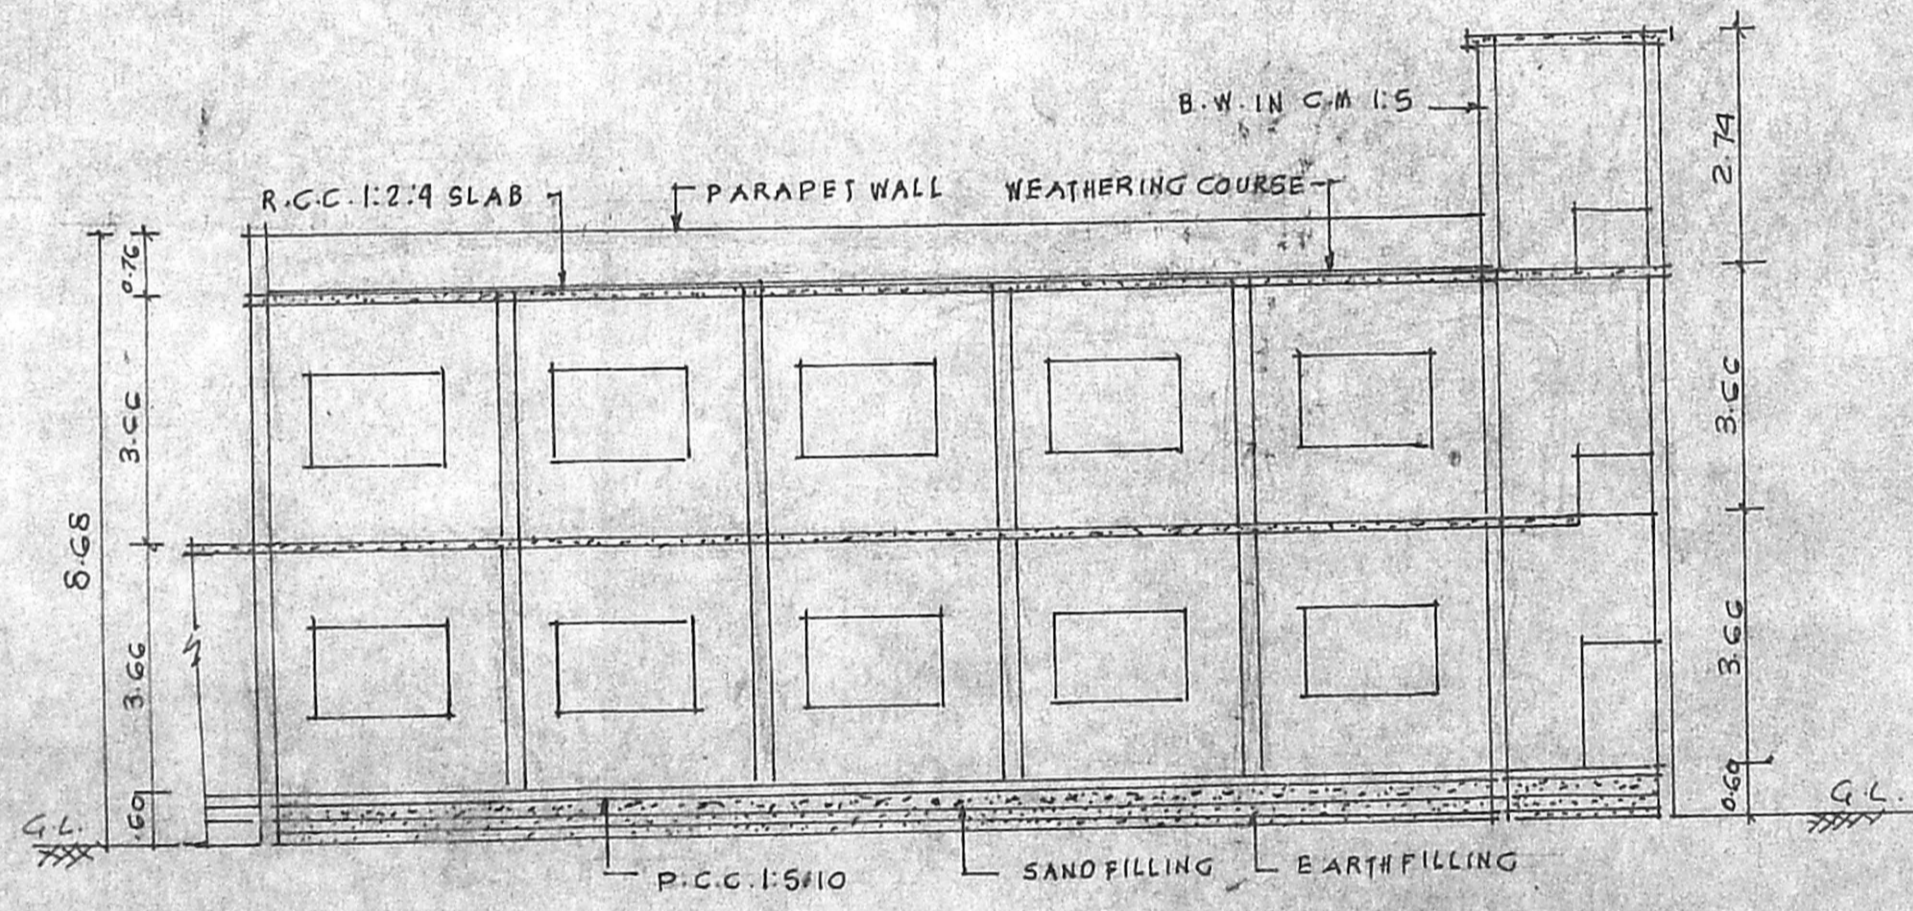 B.W. IN C.M 1:5
2.74
R.C.C. 1:2:4 SLAB
PARAPET WALL
WEATHERING COURSE
0.76
3.66
3.66
8.68
3.66
3.66
.60
0.60
G.L.
G.L.
P.C.C. 1:5:10
SAND FILLING
EARTH FILLING